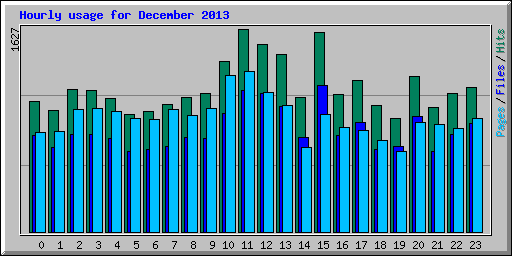 Hourly usage for December 2013
1627
Pages/Files/Hits
0 1 2 3 4 5 6 7 8 9 10 11 12 13 14 15 16 17 18 19 20 21 22 23